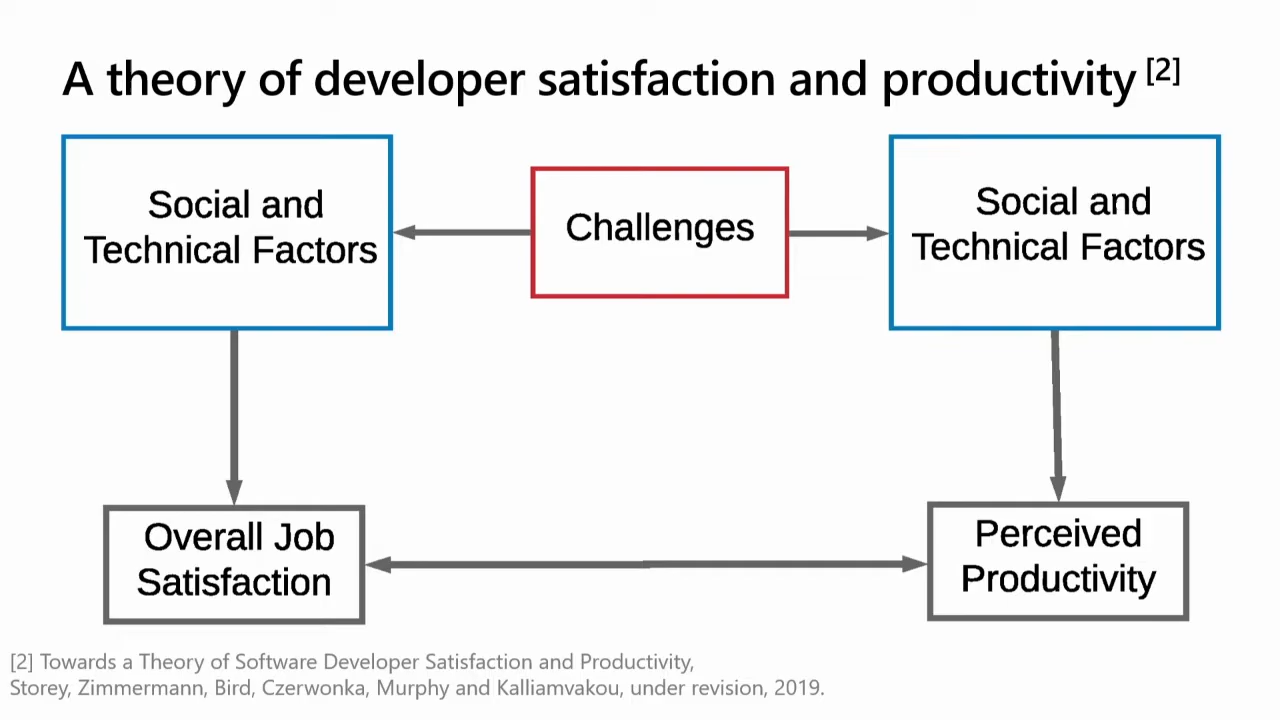 A theory of developer satisfaction and productivity [2]
Social and
Technical Factors
Challenges
Social and
Technical Factors
Overall Job
Satisfaction
Perceived
Productivity
[2] Towards a Theory of Software Developer Satisfaction and Productivity,
Storey, Zimmermann, Bird, Czerwonka, Murphy and Kalliamvakou, under revision, 2019.